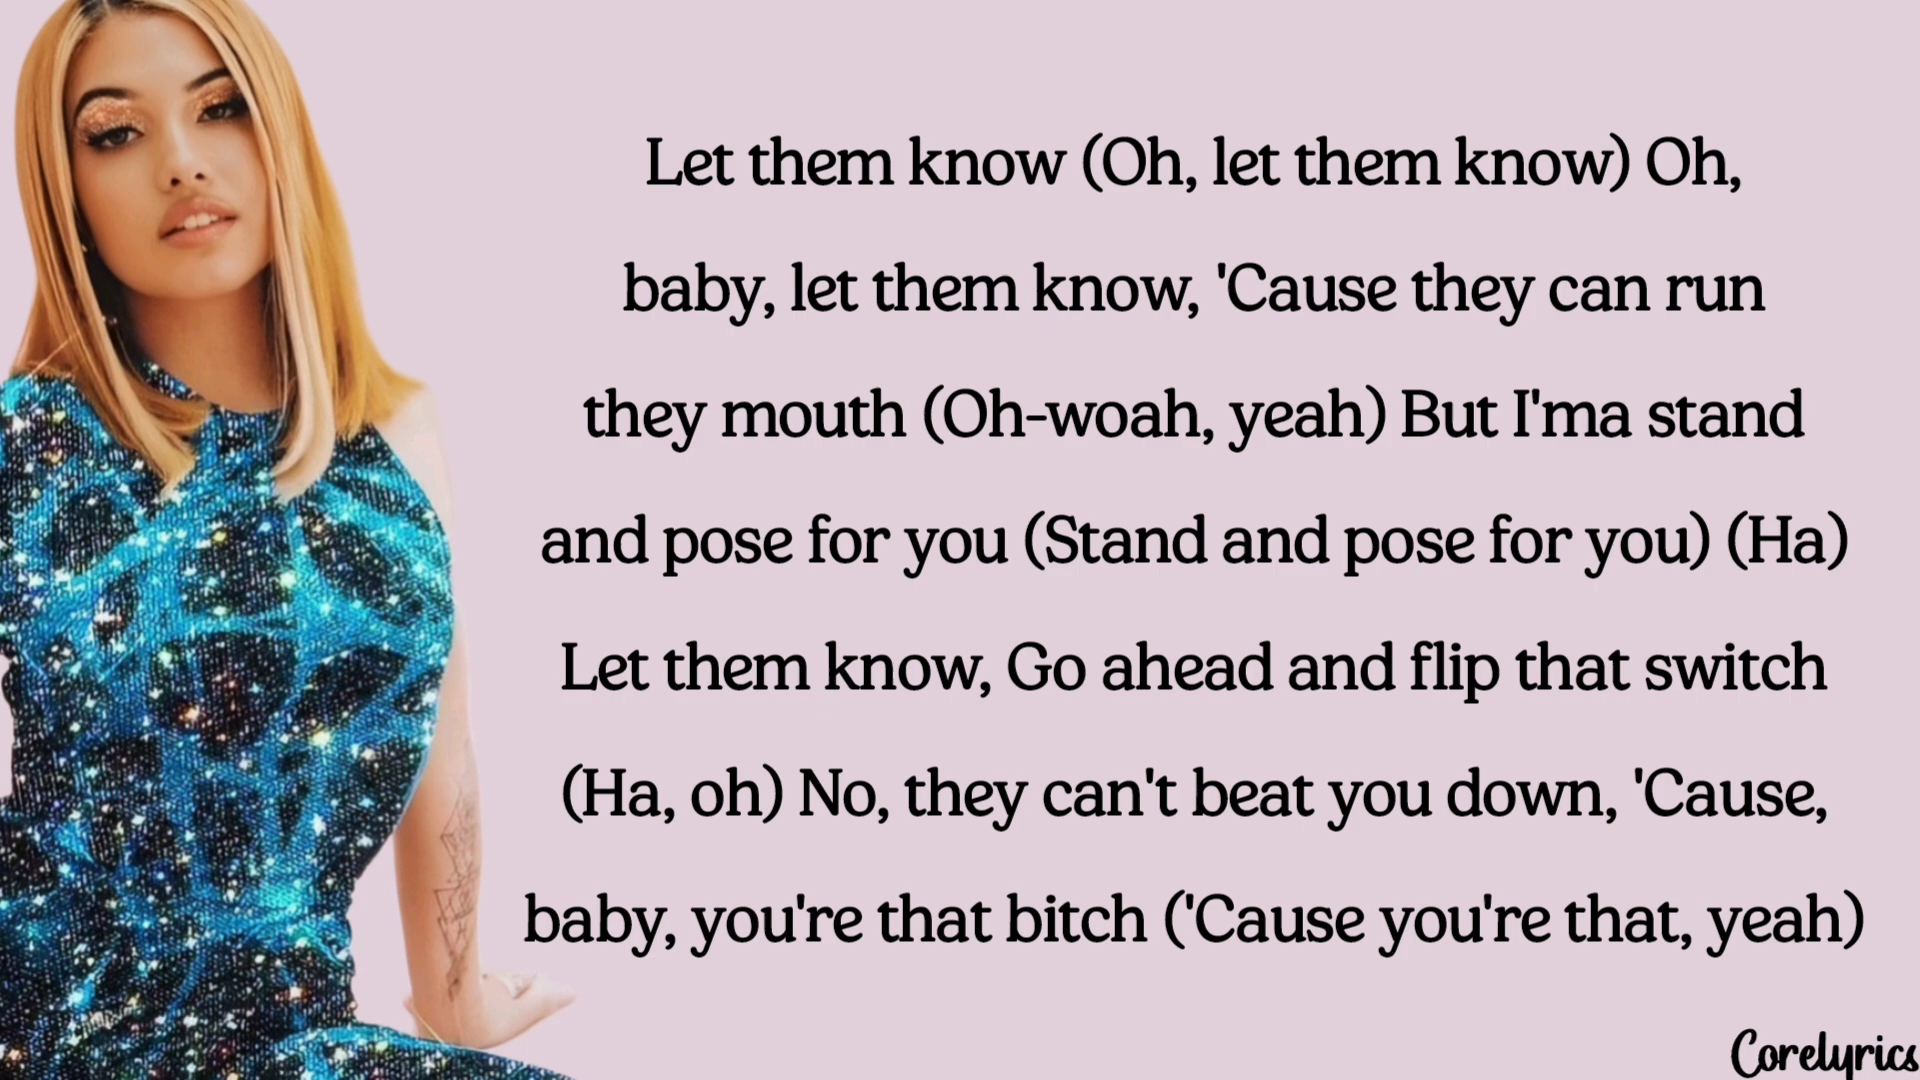 Let them know (Oh, let them know) Oh,
baby, let them know, 'Cause they can run
they mouth (Oh-woah, yeah) But I'ma stand
and pose for you (Stand and pose for you) (Ha)
Let them know, Go ahead and flip that switch
(Ha, oh) No, they can't beat you down, 'Cause,
baby, you're that bitch ('Cause you're that, yeah)
Corelyrics